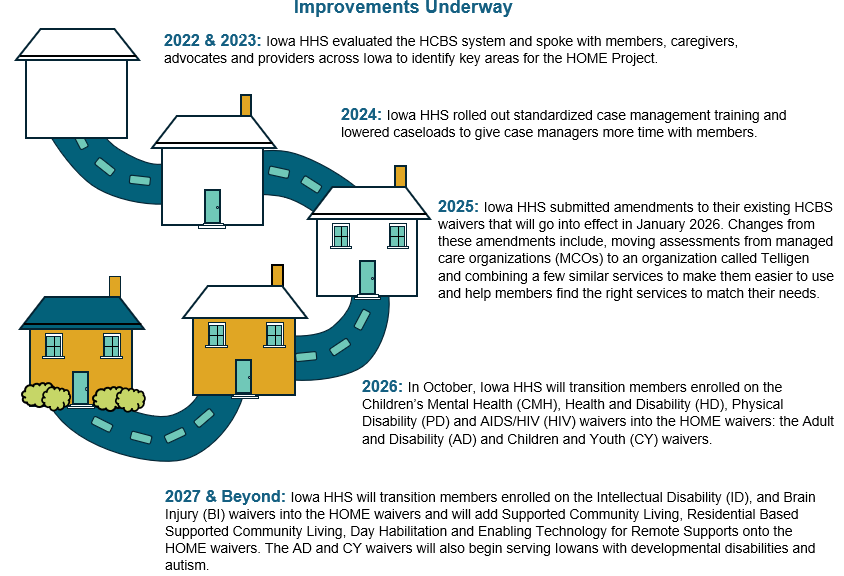 Improvements Underway
2022 & 2023: Iowa HHS evaluated the HCBS system and spoke with members, caregivers,
advocates and providers across Iowa to identify key areas for the HOME Project.
2024: Iowa HHS rolled out standardized case management training and
lowered caseloads to give case managers more time with members.
2025: Iowa HHS submitted amendments to their existing HCBS
waivers that will go into effect in January 2026. Changes from
these amendments include, moving assessments from managed
care organizations (MCOs) to an organization called Telligen
and combining a few similar services to make them easier to use
and help members find the right services to match their needs.
2026: In October, Iowa HHS will transition members enrolled on the
Children’s Mental Health (CMH), Health and Disability (HD), Physical
Disability (PD) and AIDS/HIV (HIV) waivers into the HOME waivers: the Adult
and Disability (AD) and Children and Youth (CY) waivers.
2027 & Beyond: Iowa HHS will transition members enrolled on the Intellectual Disability (ID), and Brain
Injury (BI) waivers into the HOME waivers and will add Supported Community Living, Residential Based
Supported Community Living, Day Habilitation and Enabling Technology for Remote Supports onto the
HOME waivers. The AD and CY waivers will also begin serving Iowans with developmental disabilities and
autism.